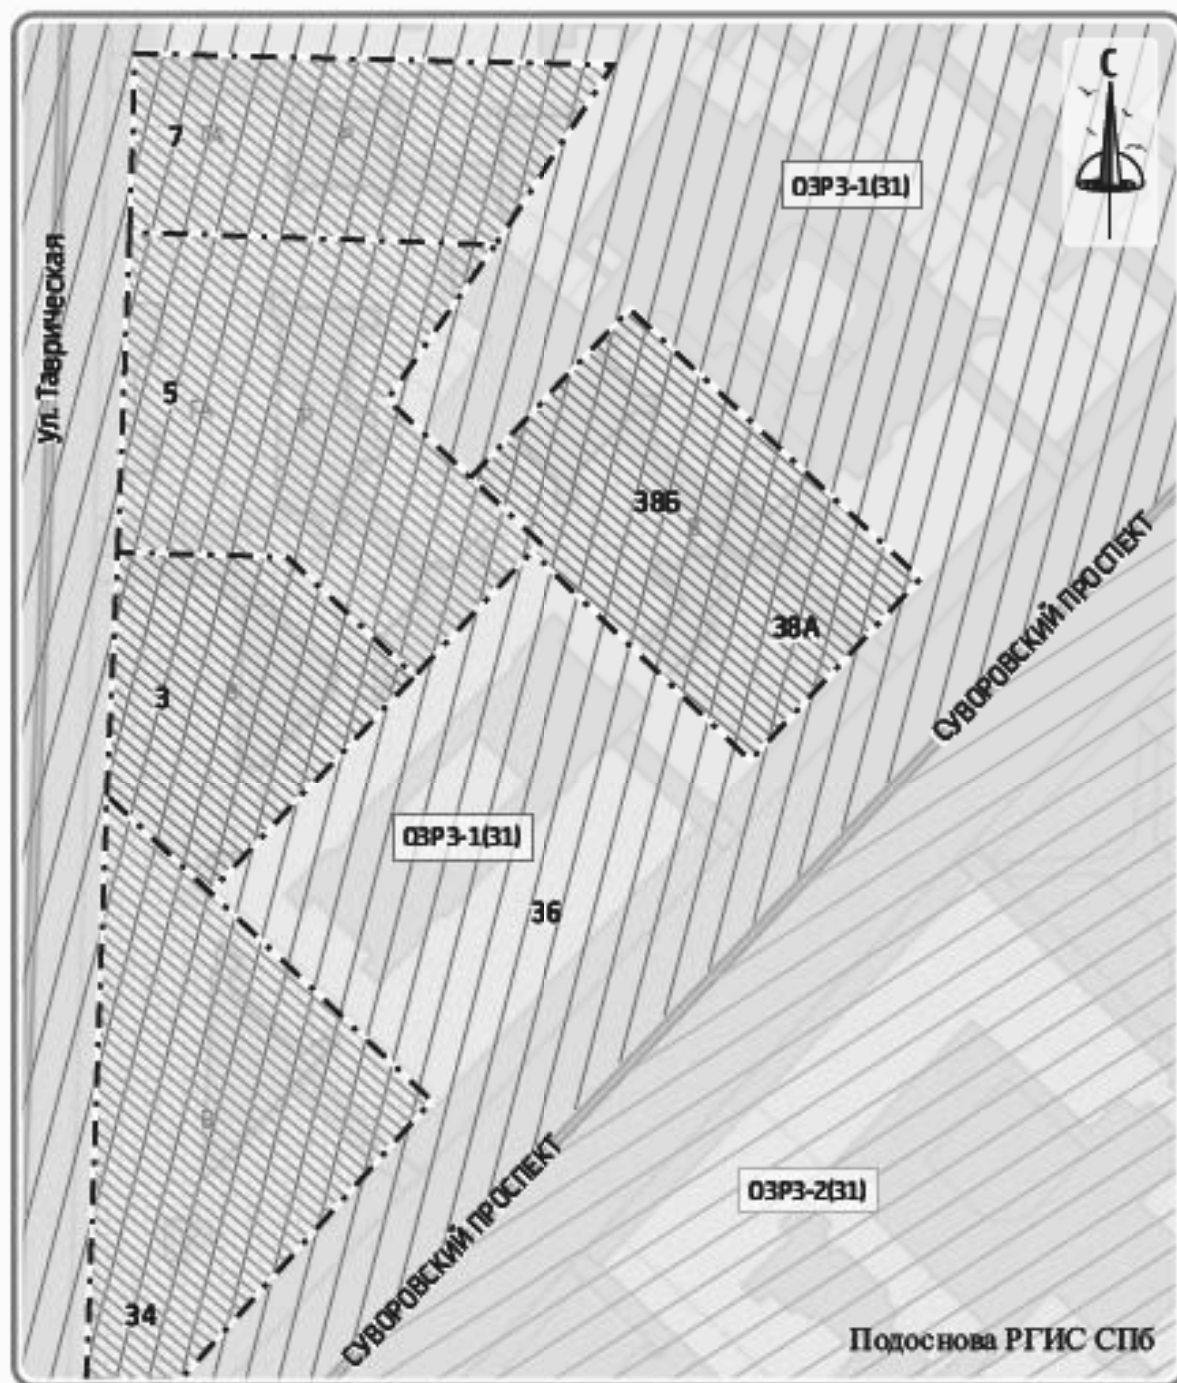 С
7
ОЗРЗ-1(31)
ул. Таврическая
5
38Б
38А
СУВОРОВСКИЙ ПРОСПЕКТ
3
ОЗРЗ-1(31)
36
СУВОРОВСКИЙ ПРОСПЕКТ
ОЗРЗ-2(31)
34
Подоснова РГИС СПб